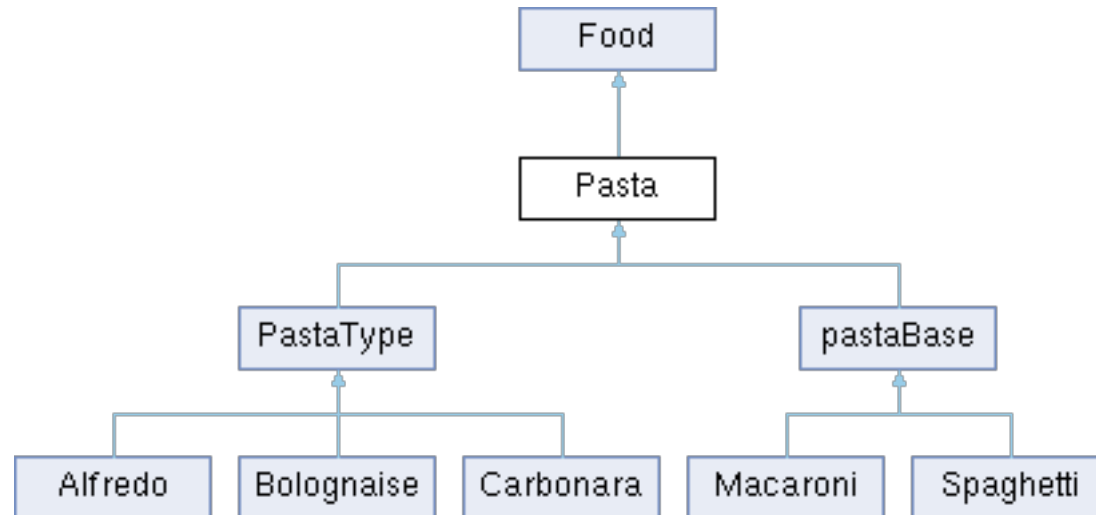 Food
Pasta
PastaType
pastaBase
Alfredo
Bolognaise
Carbonara
Macaroni
Spaghetti